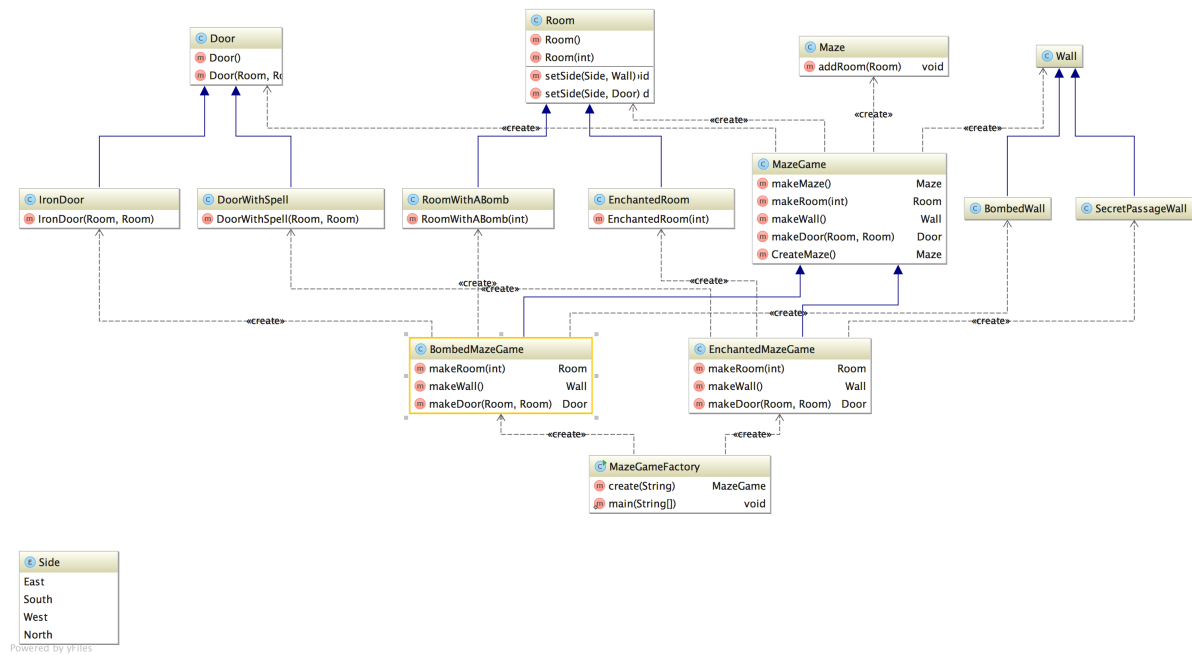 Door
Door()
Door(Room, R
Room
Room()
Room(int)
setSide(Side, Wall)
setSide(Side, Door)
Maze
addRoom(Room) void
Wall
«create»
«create»
«create»
«create»
MazeGame
makeMaze() Maze
makeRoom(int) Room
makeWall() Wall
makeDoor(Room, Room) Door
CreateMaze() Maze
IronDoor
IronDoor(Room, Room)
DoorWithSpell
DoorWithSpell(Room, Room)
RoomWithABomb
RoomWithABomb(int)
EnchantedRoom
EnchantedRoom(int)
BombedWall
SecretPassageWall
«create»
«create»
«create»
«create»
«create»
«create»
BombedMazeGame
makeRoom(int) Room
makeWall() Wall
makeDoor(Room, Room) Door
EnchantedMazeGame
makeRoom(int) Room
makeWall() Wall
makeDoor(Room, Room) Door
«create»
«create»
MazeGameFactory
create(String) MazeGame
main(String[]) void
Side
East
South
West
North
Powered by yFiles